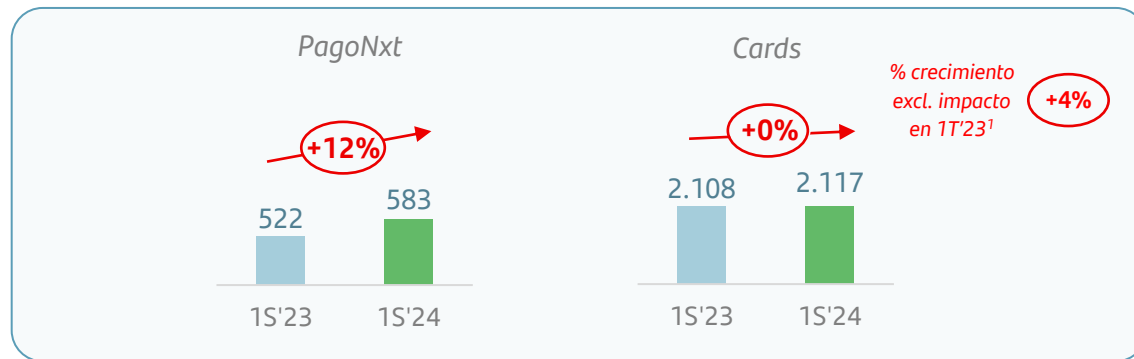 PagoNxt
+12%
522
583
1S'23
1S'24
Cards
+0%
2.108
2.117
1S'23
1S'24
% crecimiento
excl. impacto
en 1T'23¹
+4%